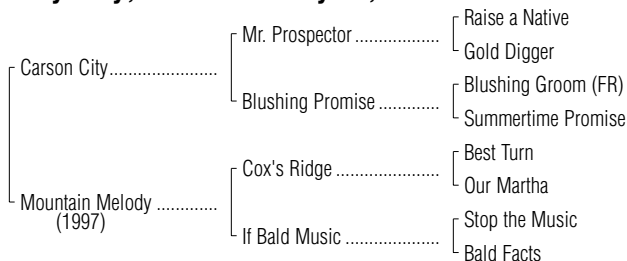 Raise a Native
Mr. Prospector
Gold Digger
Carson City
Blushing Groom (FR)
Blushing Promise
Summertime Promise
Best Turn
Cox's Ridge
Our Martha
Mountain Melody
(1997)
Stop the Music
If Bald Music
Bald Facts